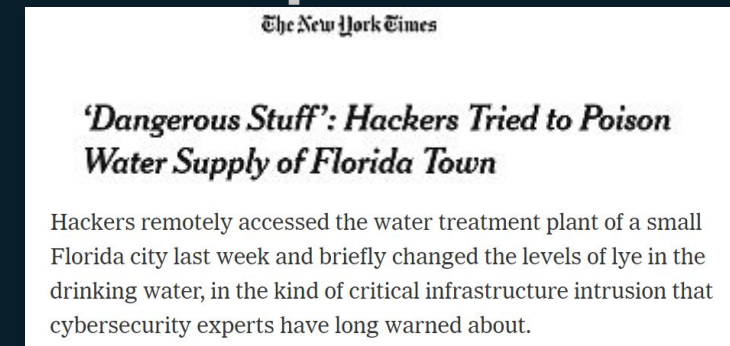 The New York Times
‘Dangerous Stuff’: Hackers Tried to Poison
Water Supply of Florida Town
Hackers remotely accessed the water treatment plant of a small
Florida city last week and briefly changed the levels of lye in the
drinking water, in the kind of critical infrastructure intrusion that
cybersecurity experts have long warned about.